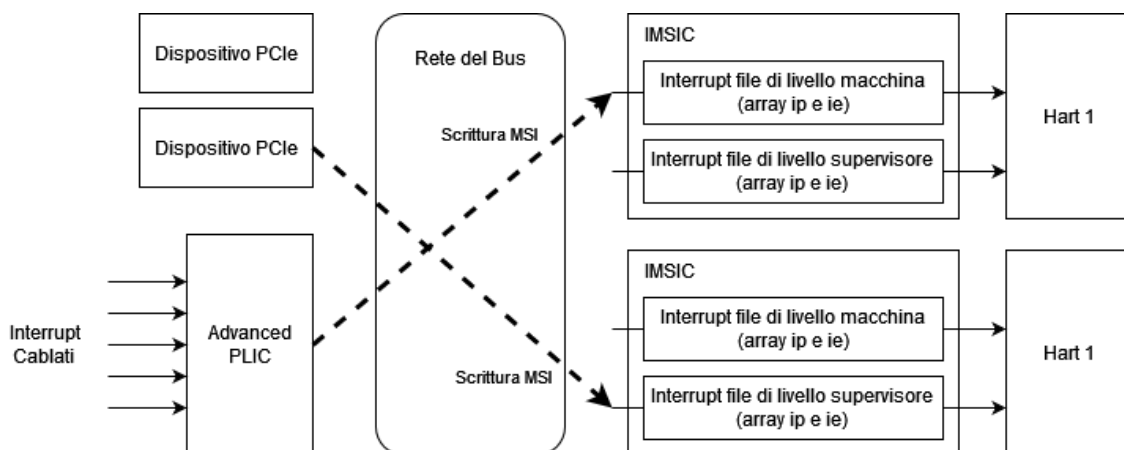 Dispositivo PCIe
Dispositivo PCIe
Interrupt
Cablati
Advanced
PLIC
Rete del Bus
Scrittura MSI
Scrittura MSI
IMSIC
Interrupt file di livello macchina
(array ip e ie)
Interrupt file di livello supervisore
(array ip e ie)
Hart 1
IMSIC
Interrupt file di livello macchina
(array ip e ie)
Interrupt file di livello supervisore
(array ip e ie)
Hart 1